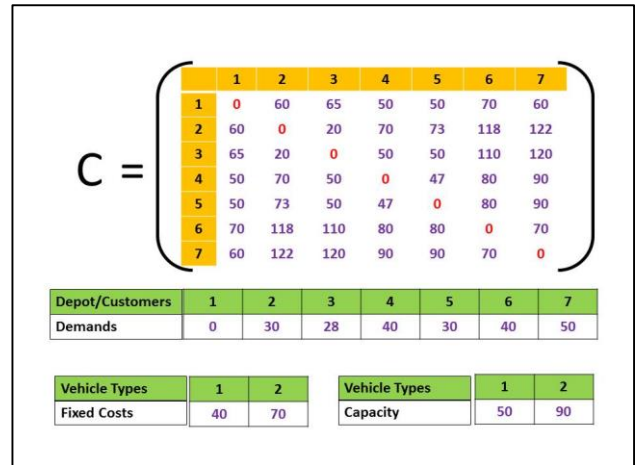 C =
1 2 3 4 5 6 7
1 0 60 65 50 50 70 60
2 60 0 20 70 73 118 122
3 65 20 0 50 50 110 120
4 50 70 50 0 47 80 90
5 50 73 50 47 0 80 90
6 70 118 110 80 80 0 70
7 60 122 120 90 90 70 0
Depot/Customers 1 2 3 4 5 6 7
Demands 0 30 28 40 30 40 50
Vehicle Types 1 2
Fixed Costs 40 70
Vehicle Types 1 2
Capacity 50 90